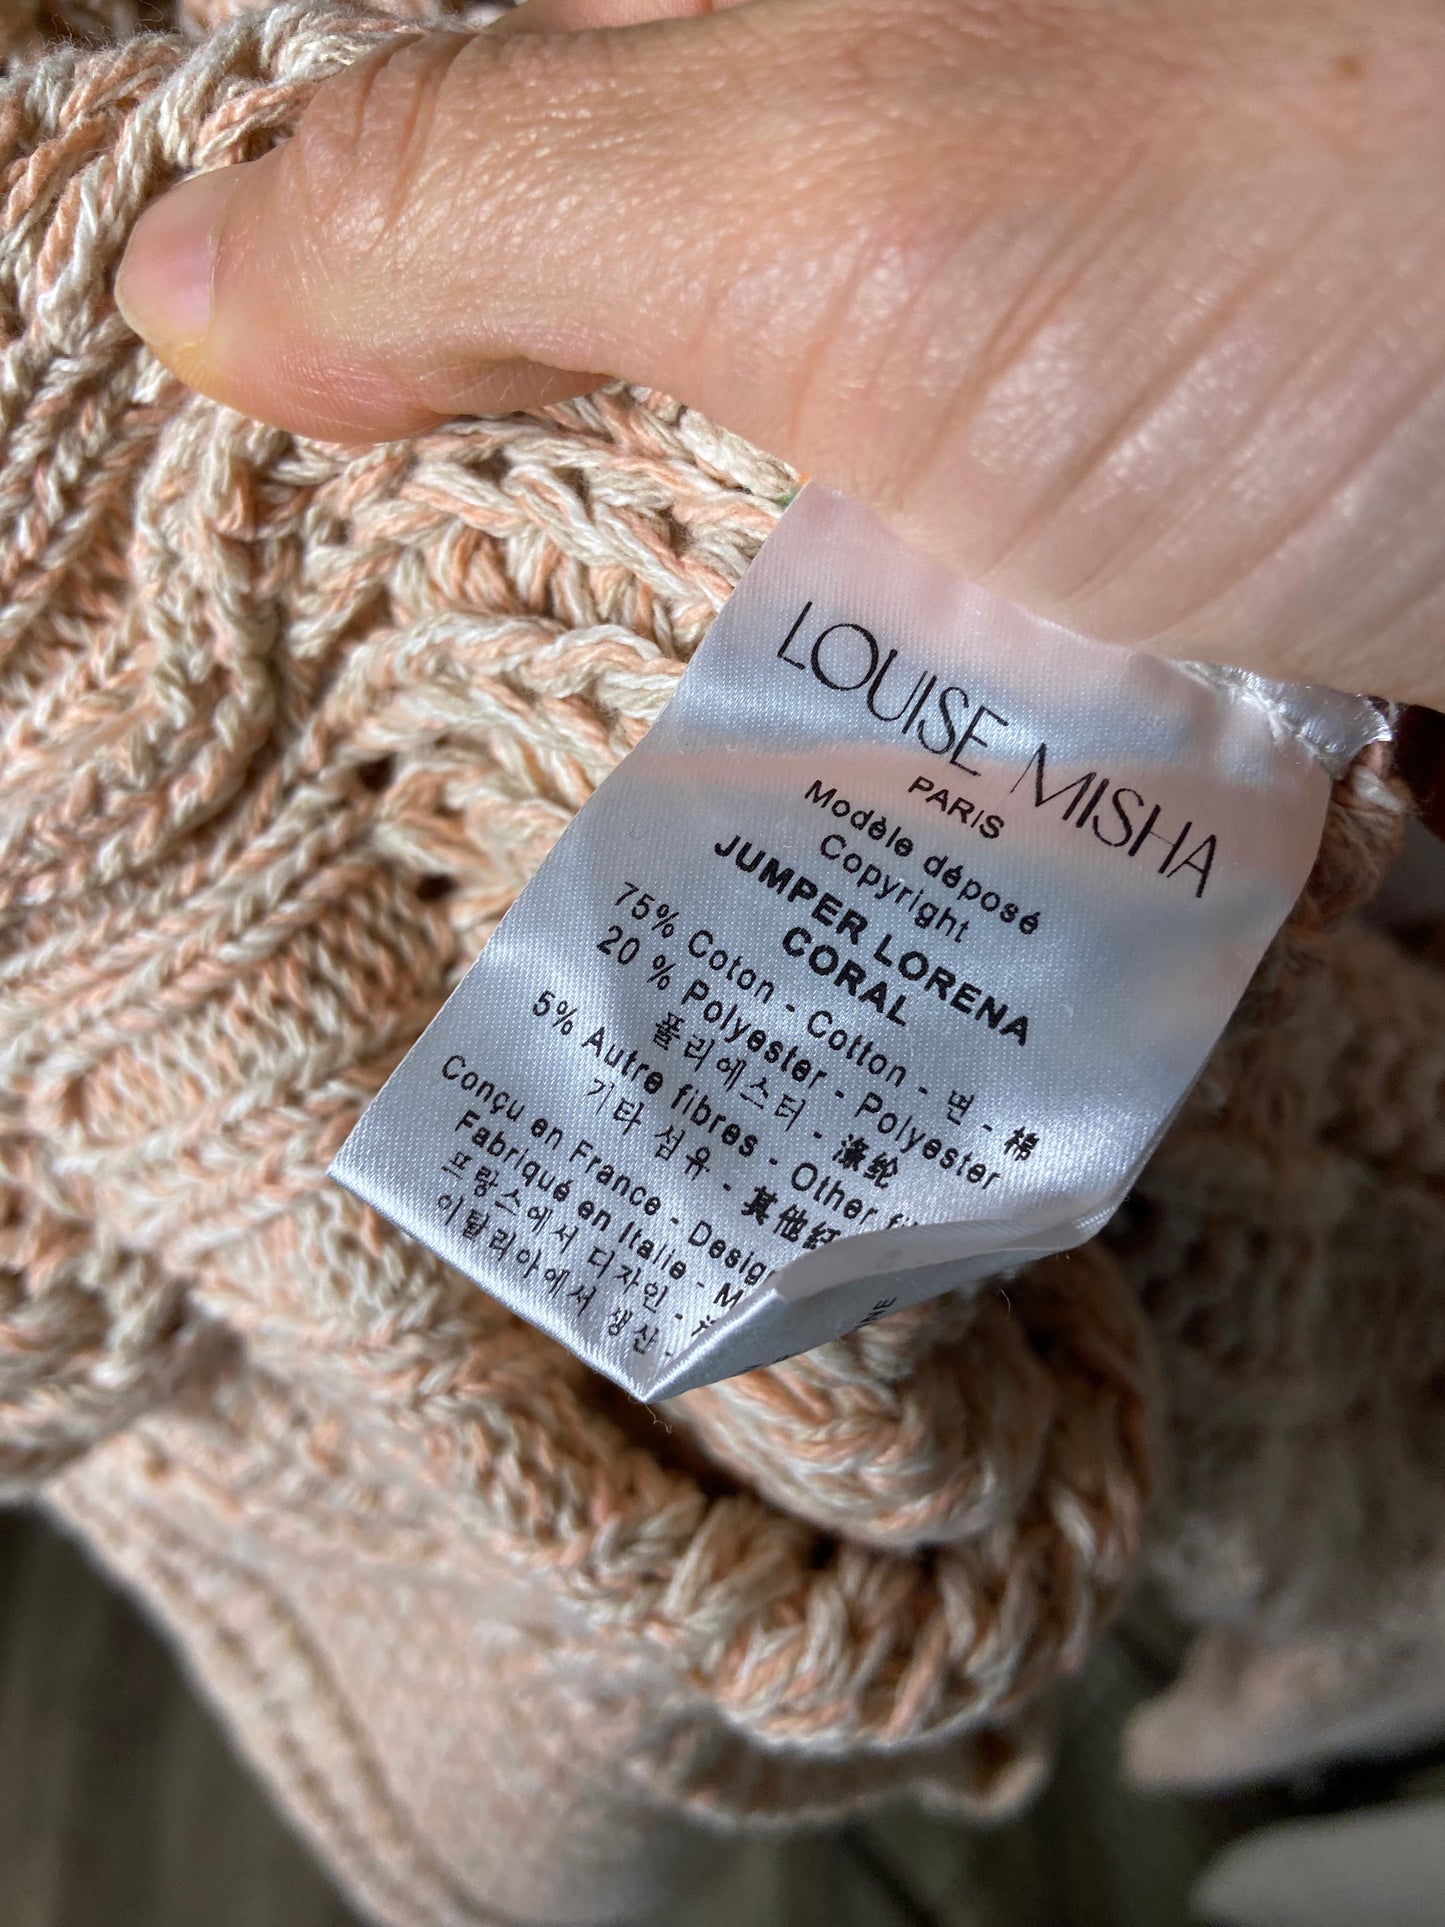 LOUISE MISHA
PARIS
Modèle déposé
Copyright
JUMPER LORENA
CORAL
75% Coton - Cotton - 면 - 棉
20 % Polyester - Polyester
폴리에스터 - 涤纶
5% Autre fibres - Other
기타 섬유 - 其他红
Conçu en France - Design
Fabriqué en Italie - M
프랑스에서 디자인 -
이탈리아에서 생산 -